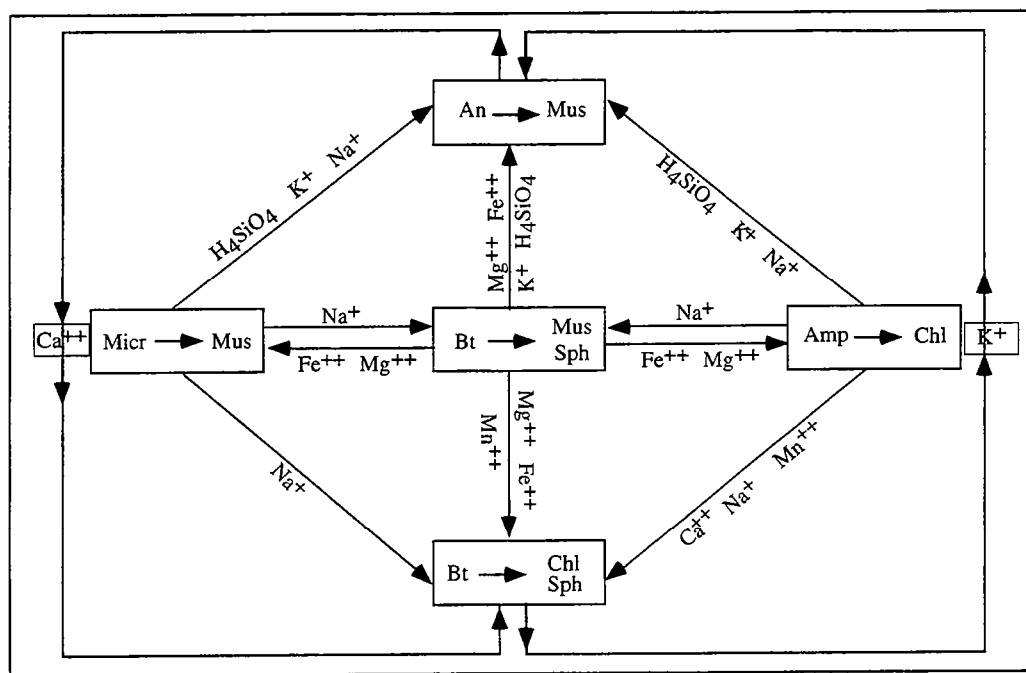 An → Mus
H4SiO4 K+ Na+
Mg++ Fe++
K+ H4SiO4
H4SiO4 K+ Na+
Ca++
Micr → Mus
Na+
Fe++ Mg++
Bt → Mus
Sph
Na+
Fe++ Mg++
Amp → Chl
K+
Na+
Mn++
Mg++ Fe++
Ca++ Na+ Mn++
Bt → Chl
Sph